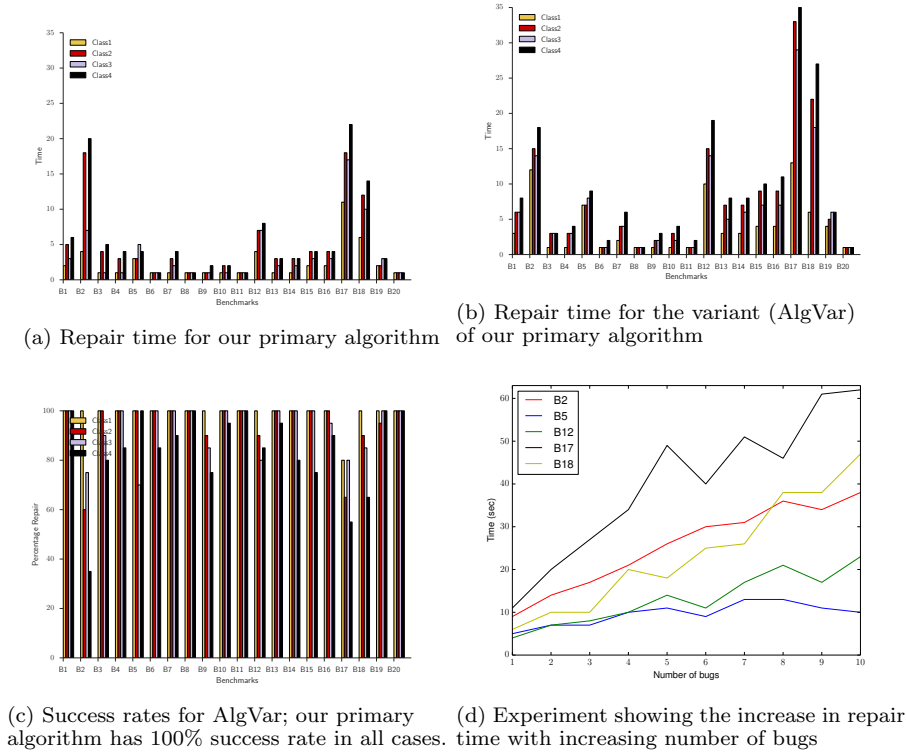 35
30
25
20
15
10
5
0
Time
Class1
Class2
Class3
Class4
B1 B2 B3 B4 B5 B6 B7 B8 B9 B10 B11 B12 B13 B14 B15 B16 B17 B18 B19 B20
Benchmarks
(a) Repair time for our primary algorithm
35
30
25
20
15
10
5
0
Time
Class1
Class2
Class3
Class4
B1 B2 B3 B4 B5 B6 B7 B8 B9 B10 B11 B12 B13 B14 B15 B16 B17 B18 B19 B20
Benchmarks
(b) Repair time for the variant (AlgVar)
of our primary algorithm
100
80
60
40
20
0
Percentage Repair
Class1
Class2
Class3
Class4
B1 B2 B3 B4 B5 B6 B7 B8 B9 B10 B11 B12 B13 B14 B15 B16 B17 B18 B19 B20
Benchmarks
(c) Success rates for AlgVar; our primary
algorithm has 100% success rate in all cases.
60
50
40
30
20
10
0
Time (sec)
B2
B5
B12
B17
B18
1 2 3 4 5 6 7 8 9 10
Number of bugs
(d) Experiment showing the increase in repair
time with increasing number of bugs